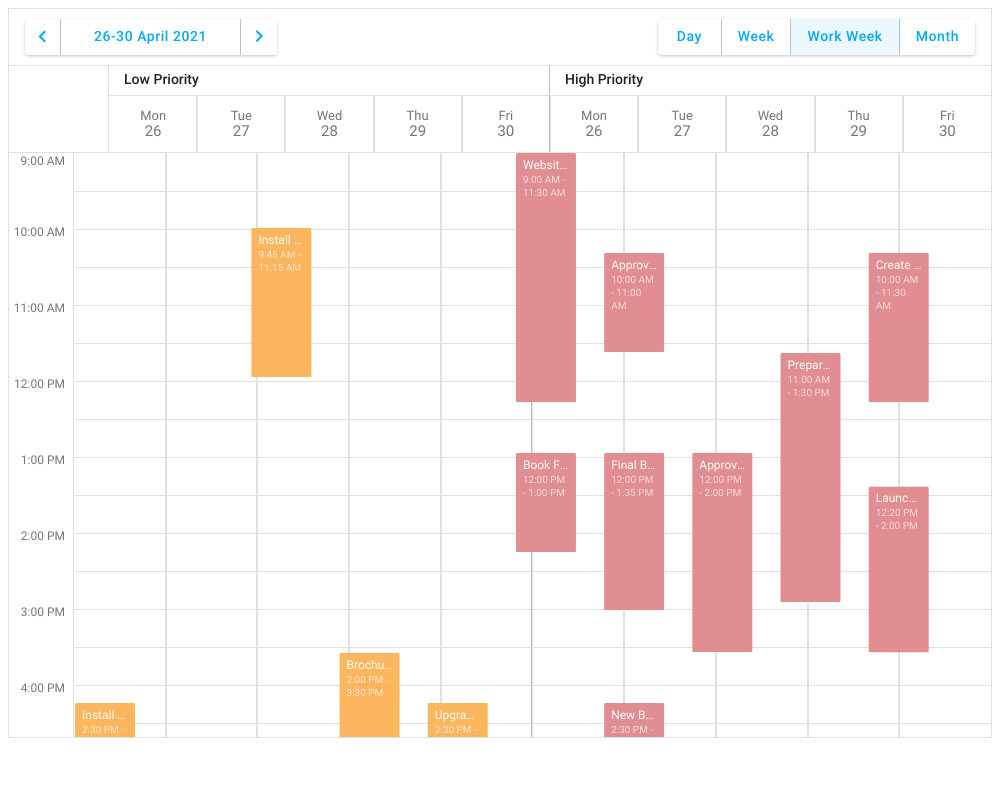 26-30 April 2021
Day Week Work Week Month
Low Priority High Priority
Mon Tue Wed Thu Fri Mon Tue Wed Thu Fri
26 27 28 29 30 26 27 28 29 30
9:00 AM
10:00 AM
11:00 AM
12:00 PM
1:00 PM
2:00 PM
3:00 PM
4:00 PM
Install ...
2:30 PM -
Install ...
9:45 AM -
11:15 AM
Brochu...
2:00 PM -
3:30 PM
Upgra...
2:30 PM -
Websit...
9:00 AM -
11:30 AM
Book F...
12:00 PM
- 1:00 PM
Approv...
10:00 AM
- 11:00
AM
Final B...
12:00 PM
- 1:35 PM
New B...
2:30 PM -
Approv...
12:00 PM
- 2:00 PM
Prepar...
11:00 AM
- 1:30 PM
Create ...
10:00 AM
- 11:30
AM
Launc...
12:20 PM
- 2:00 PM